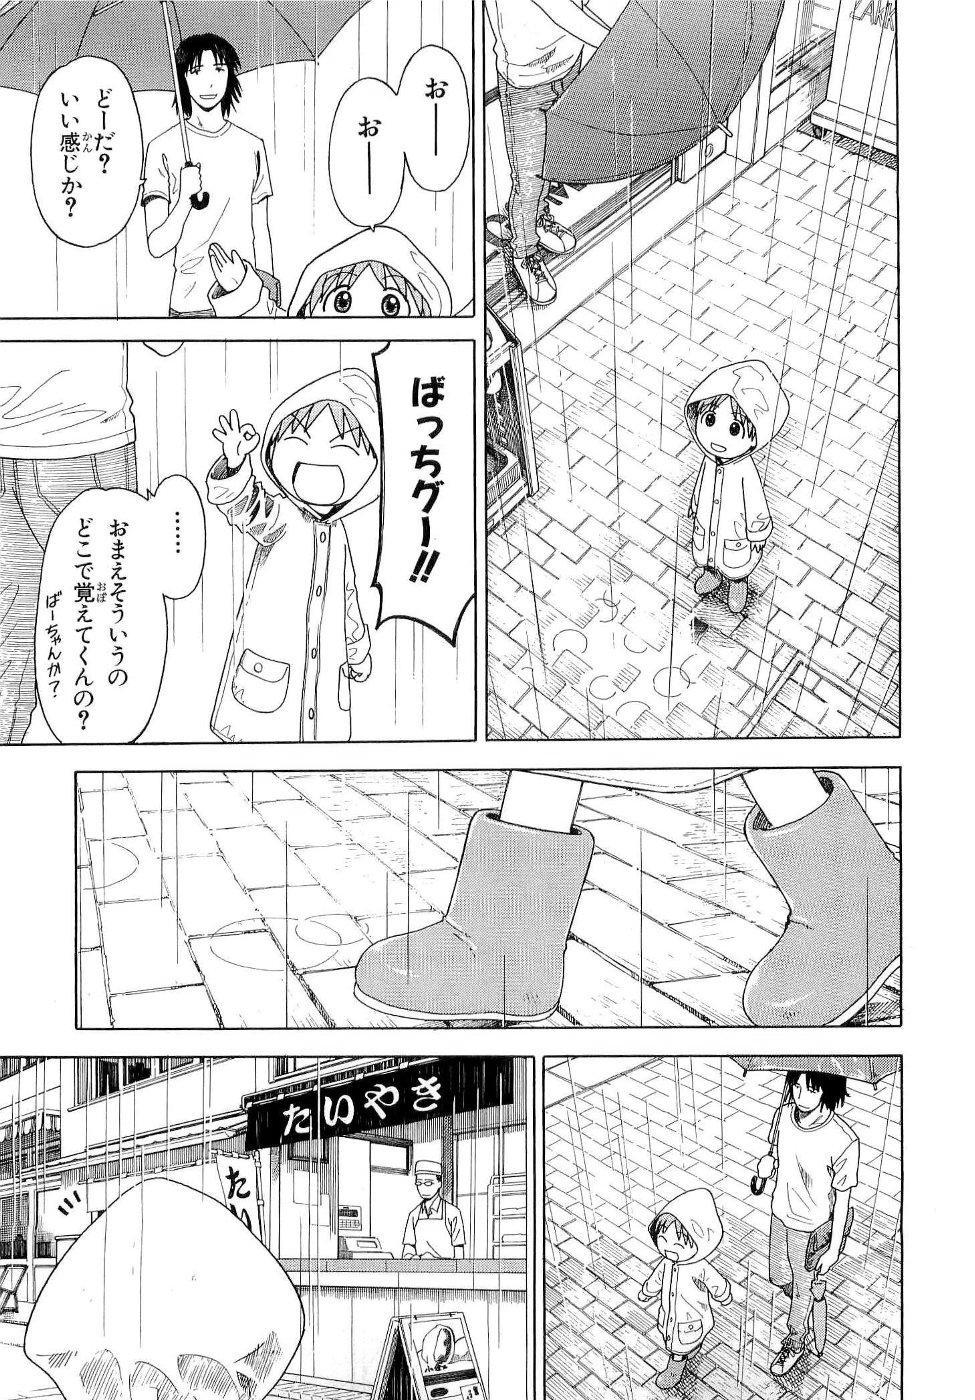 おーー
おーー
どーだ?
いい感じか?
ばっちグー!!
……
おまえそういうの
どこで覚えてくんの?
ばーちゃんか?
たいやき
たい